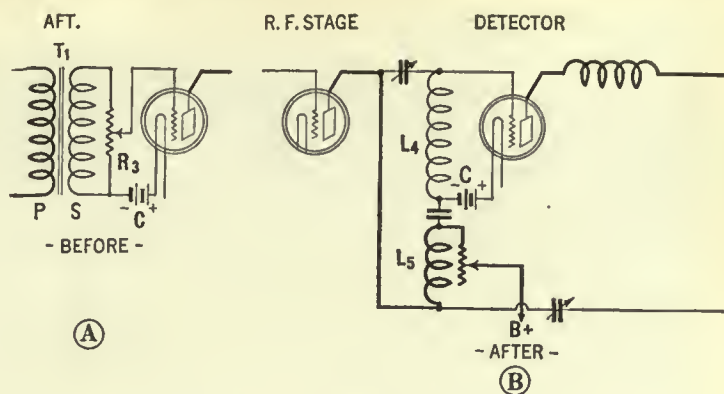 AFT.
R. F. STAGE
DETECTOR
T1
R3
P S
- C +
- BEFORE -
A
L4
- C +
L5
B+
- AFTER -
B